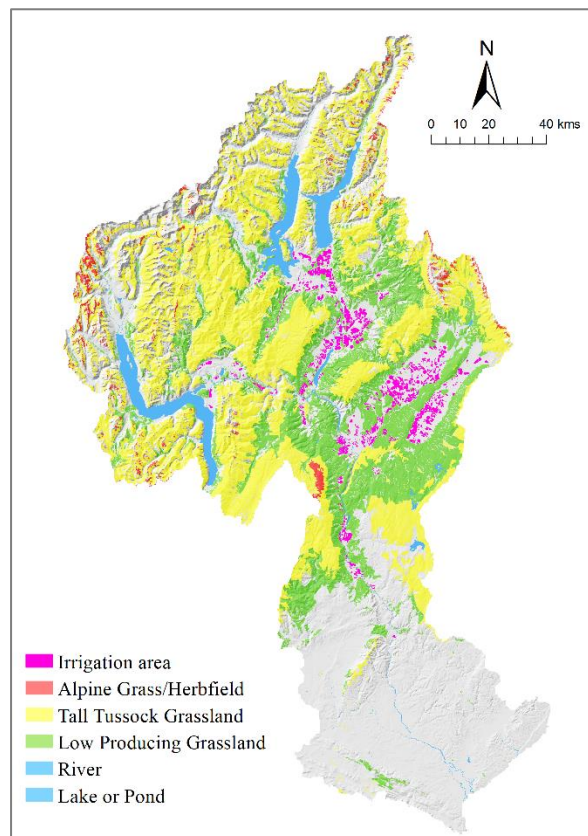 N
0 10 20 40 kms
Irrigation area
Alpine Grass/Herbfield
Tall Tussock Grassland
Low Producing Grassland
River
Lake or Pond